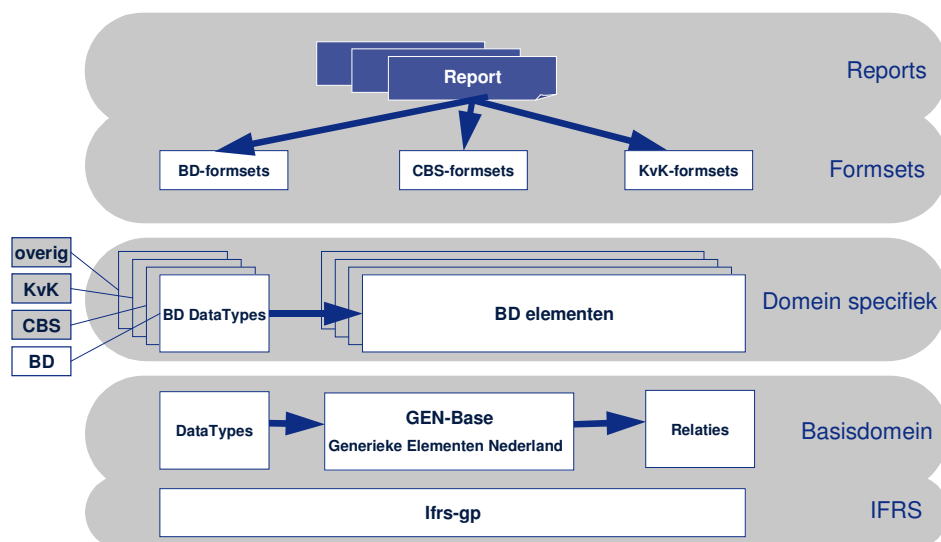 Report
Reports
BD-formsets
CBS-formsets
KvK-formsets
Formsets
overig
KvK
CBS
BD
BD DataTypes
BD elementen
Domein specifiek
DataTypes
GEN-Base
Generieke Elementen Nederland
Relaties
Basisdomein
Ifrs-gp
IFRS